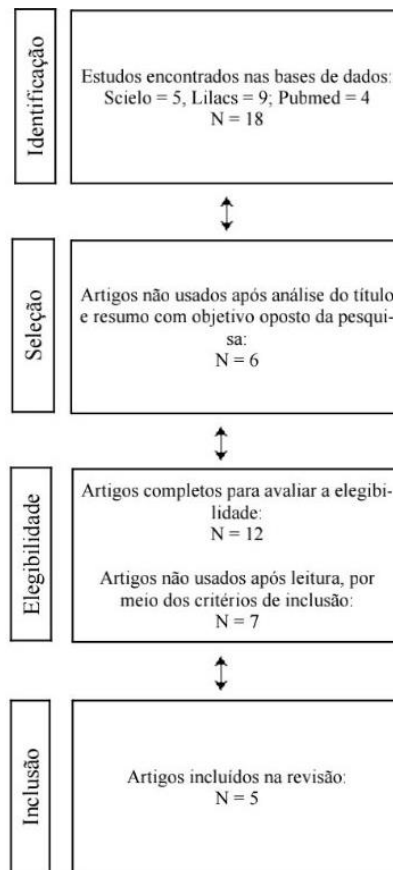 Identificação
Estudos encontrados nas bases de dados:
Scielo = 5, Lilacs = 9; Pubmed = 4
N = 18
Seleção
Artigos não usados após análise do título
e resumo com objetivo oposto da pesqui-
sa:
N = 6
Elegibilidade
Artigos completos para avaliar a elegibi-
lidade:
N = 12
Artigos não usados após leitura, por
meio dos critérios de inclusão:
N = 7
Inclusão
Artigos incluídos na revisão:
N = 5